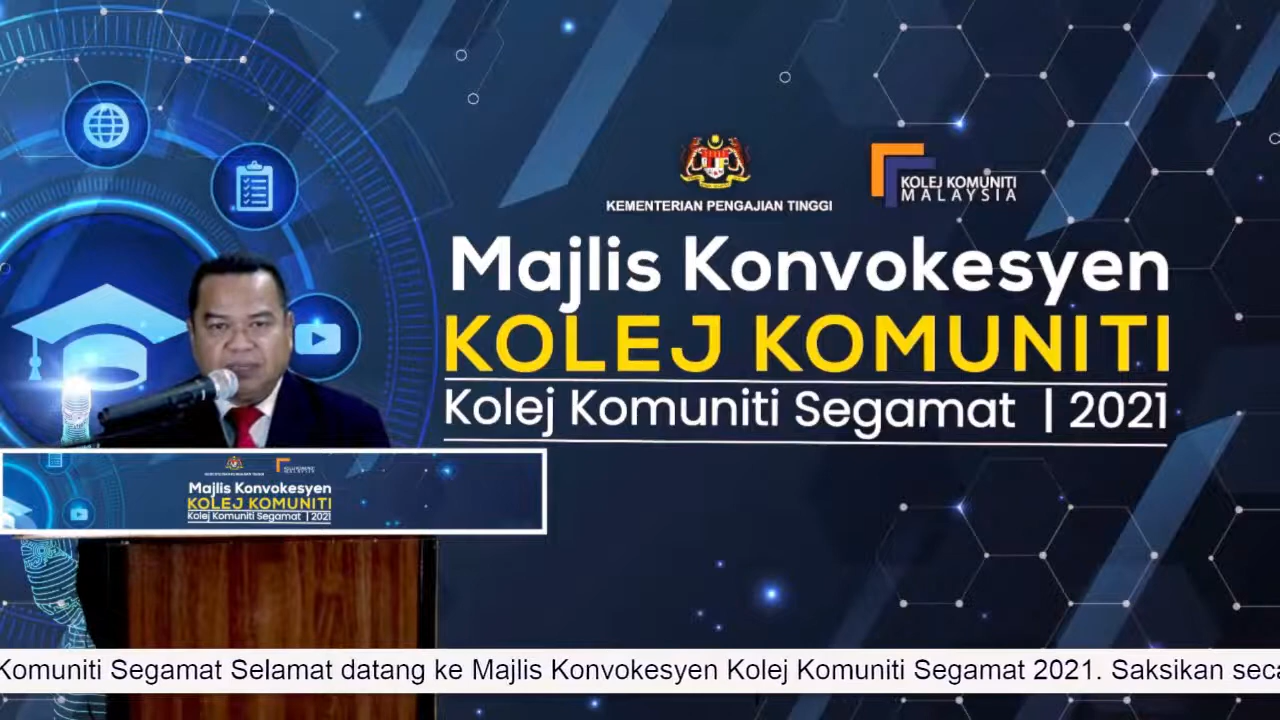 KEMENTERIAN PENGAJIAN TINGGI
KOLEJ KOMUNITI
MALAYSIA
Majlis Konvokesyen
KOLEJ KOMUNITI
Kolej Komuniti Segamat | 2021
Majlis Konvokesyen
KOLEJ KOMUNITI
Kolej Komuniti Segamat | 2021
Komuniti Segamat Selamat datang ke Majlis Konvokesyen Kolej Komuniti Segamat 2021. Saksikan seca